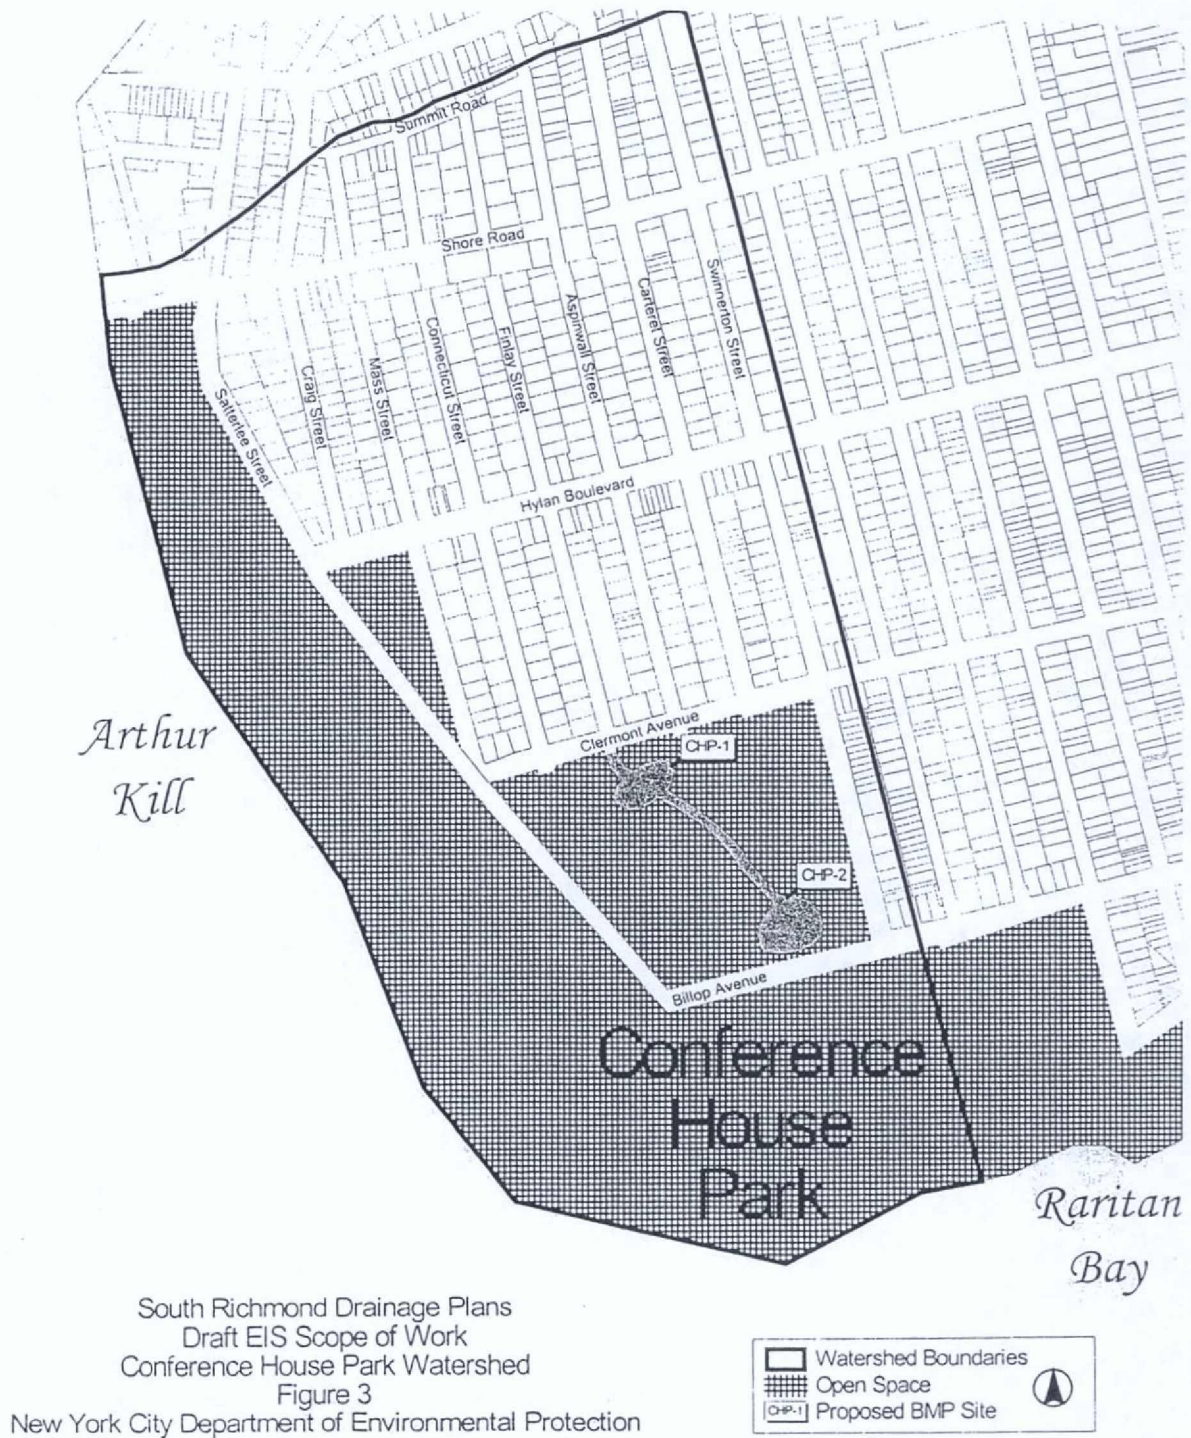 Summit Road
Shore Road
Swinnerton Street
Carteret Street
Aspinwall Street
Finlay Street
Connecticut Street
Mass Street
Craig Street
Satterlee Street
Hylan Boulevard
Clermont Avenue
CHP-1
CHP-2
Billop Avenue
Arthur
Kill
Conference
House
Park
Raritan
Bay
South Richmond Drainage Plans
Draft EIS Scope of Work
Conference House Park Watershed
Figure 3
New York City Department of Environmental Protection
Watershed Boundaries
Open Space
CHP-1 Proposed BMP Site